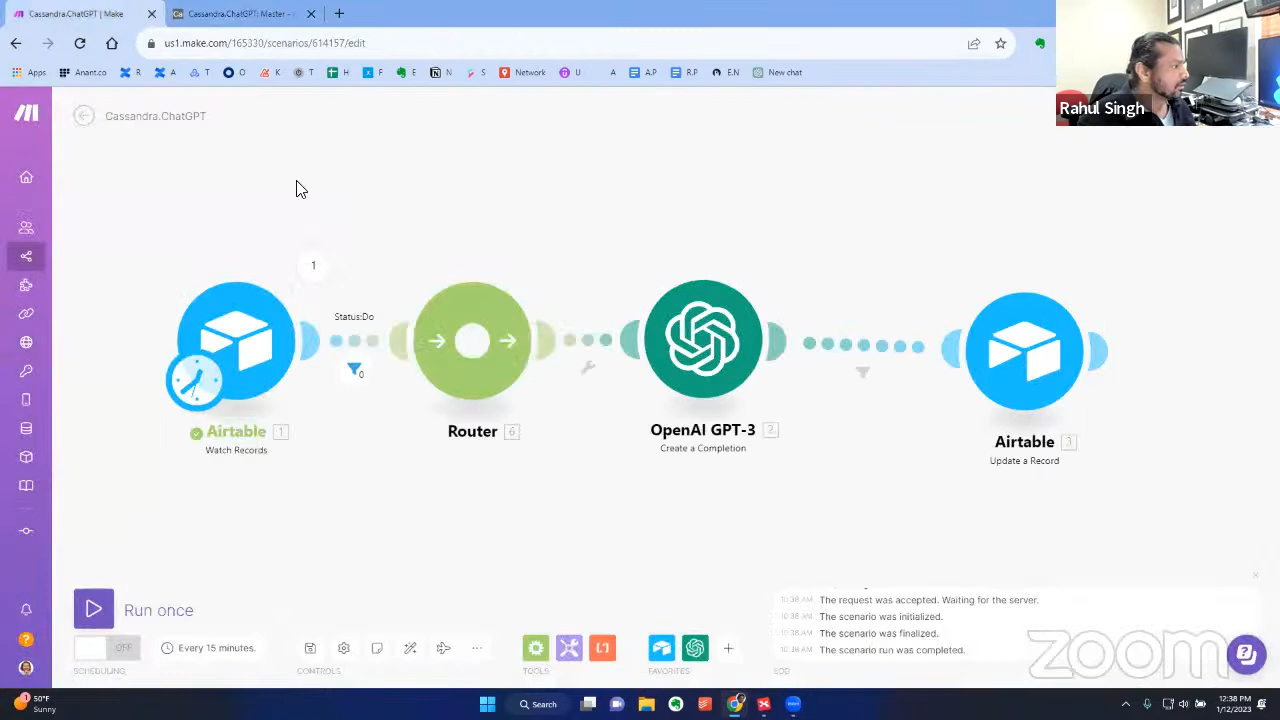 Cassandra.ChatGPT | Make
Cassandra.ChatGPT: Router -
us1.make.com/165330/scenarios/614157/edit
Apps
Anant.co
R
A
T
O
K
T
H
F
E
N
S
Network
U
A
A.P
R.P
E.N
New chat
Rahul Singh
Cassandra.ChatGPT
1
Status:Do
0
Airtable 1
Watch Records
Router 6
OpenAI GPT-3 2
Create a Completion
Airtable 3
Update a Record
Run once
10:38 AM The request was accepted. Waiting for the server.
10:38 AM The scenario was initialized.
10:38 AM The scenario was finalized.
10:38 AM The scenario run was completed.
OFF
Every 15 minutes.
SCHEDULING
CONTROLS
TOOLS
FAVORITES
LOG
zoom
50°F
Cloudy
Search
12:38 PM
1/12/2023